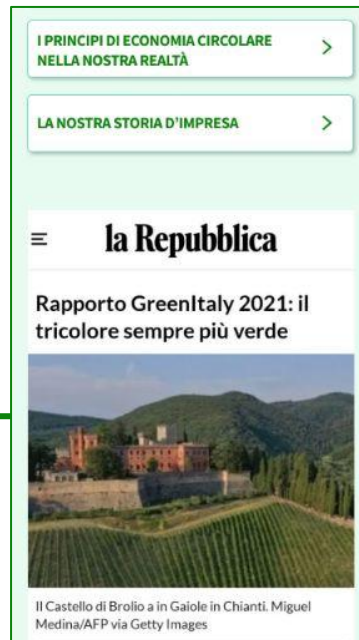 I PRINCIPI DI ECONOMIA CIRCOLARE
NELLA NOSTRA REALTÀ
LA NOSTRA STORIA D'IMPRESA
la Repubblica
Rapporto GreenItaly 2021: il
tricolore sempre più verde
Il Castello di Brolio a in Gaiole in Chianti. Miguel
Medina/AFP via Getty Images